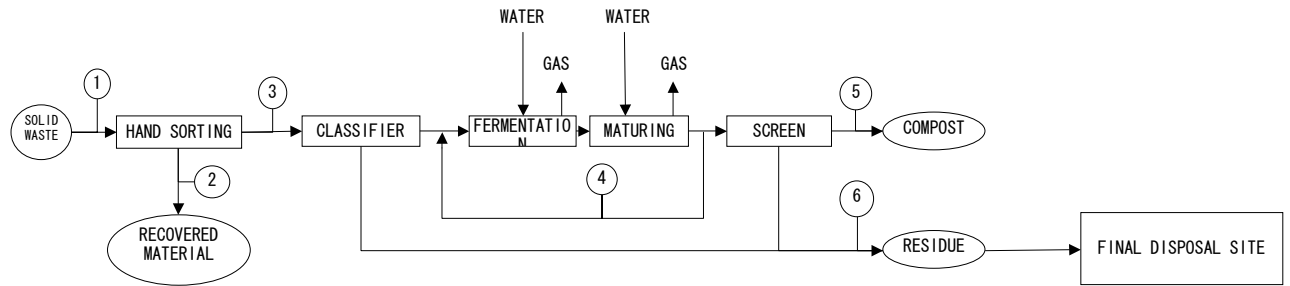 WATER WATER
GAS GAS
1 3 5
SOLID
WASTE
HAND SORTING
CLASSIFIER
FERMENTATIO
N
MATURING
SCREEN
COMPOST
2
4
6
RECOVERED
MATERIAL
RESIDUE
FINAL DISPOSAL SITE